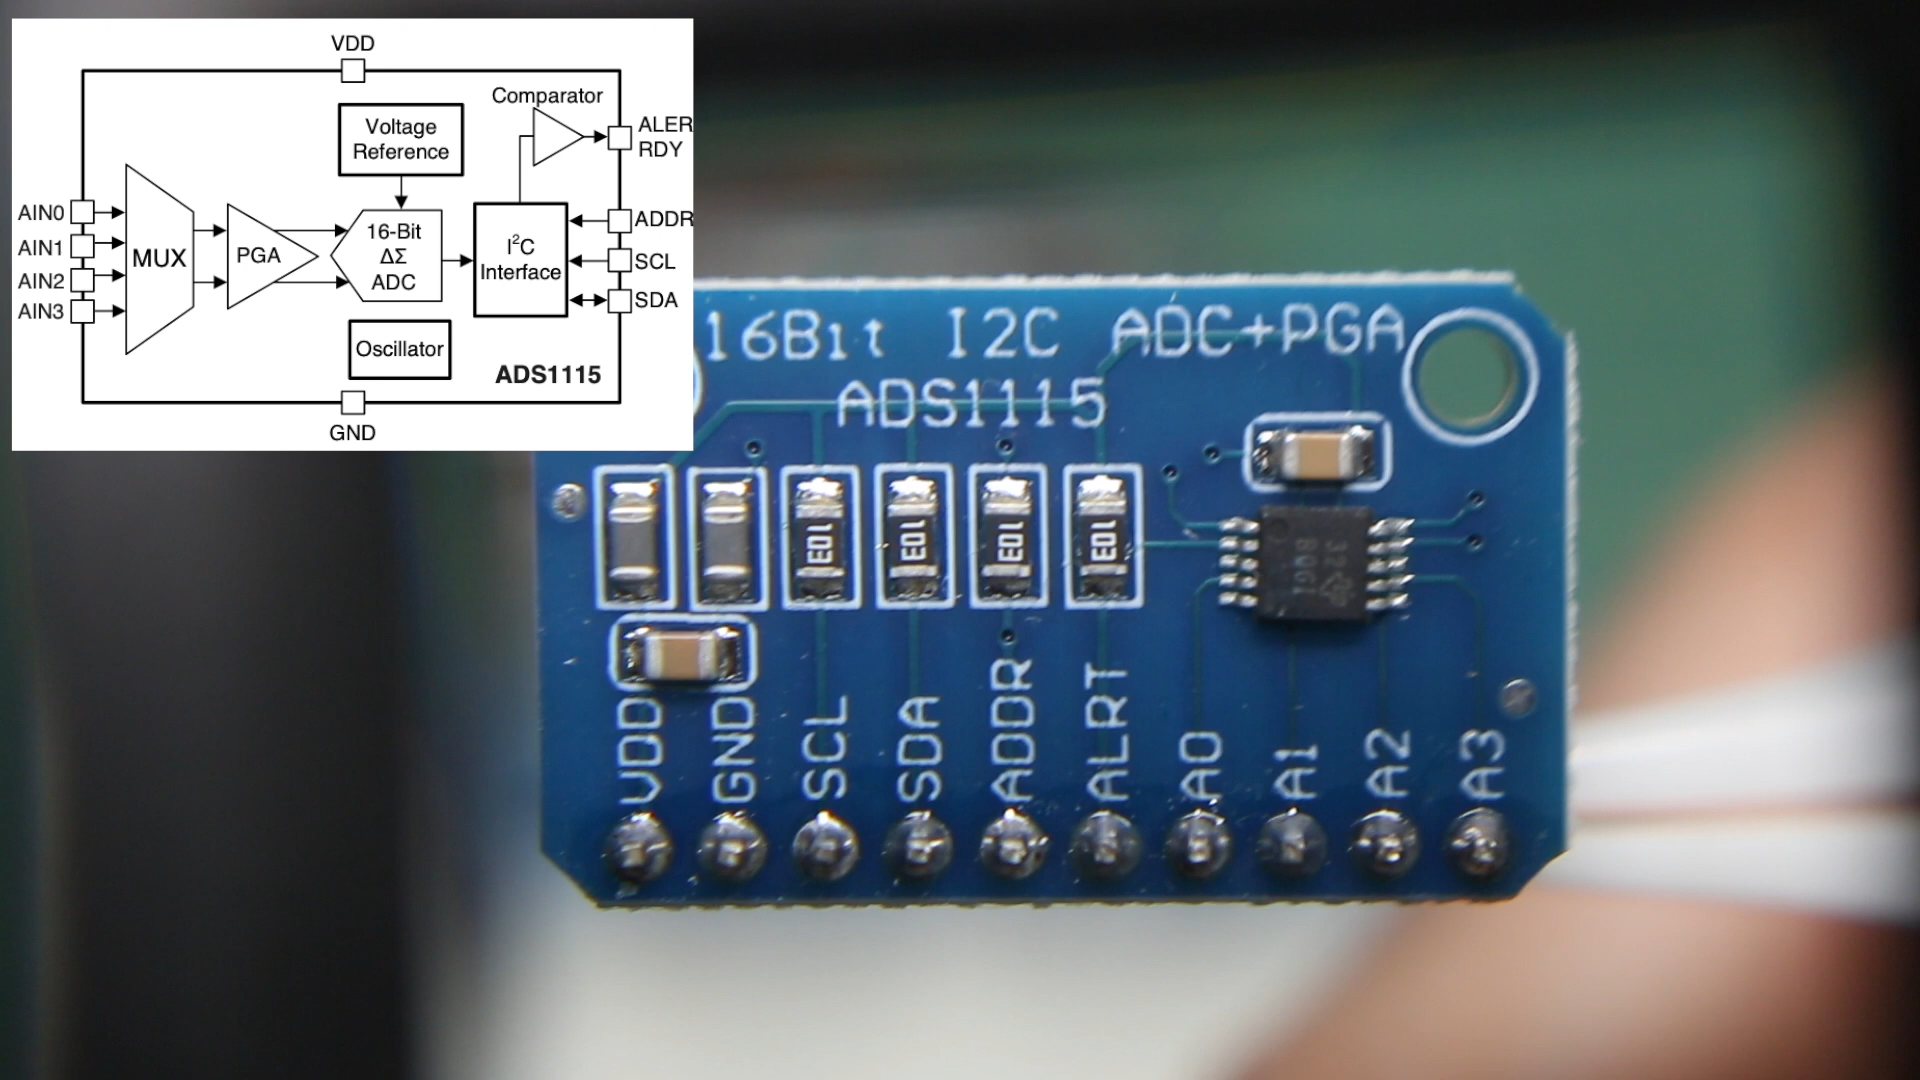 VDD
Comparator
Voltage
Reference
ALER
RDY
AIN0
AIN1
AIN2
AIN3
MUX
PGA
16-Bit
ΔΣ
ADC
I²C
Interface
ADDR
SCL
SDA
Oscillator
ADS1115
GND
16Bit I2C ADC+PGA
ADS1115
103
103
103
103
BOGI
VDD
GND
SCL
SDA
ADDR
ALRT
A0
A1
A2
A3